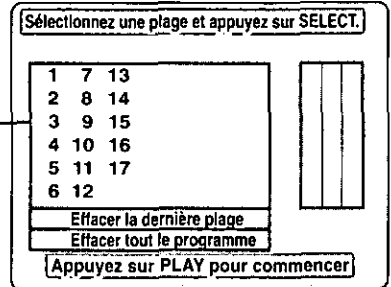 Sélectionnez une plage et appuyez sur SELECT.
1 7 13
2 8 14
3 9 15
4 10 16
5 11 17
6 12
Effacer la dernière plage
Effacer tout le programme
Appuyez sur PLAY pour commencer